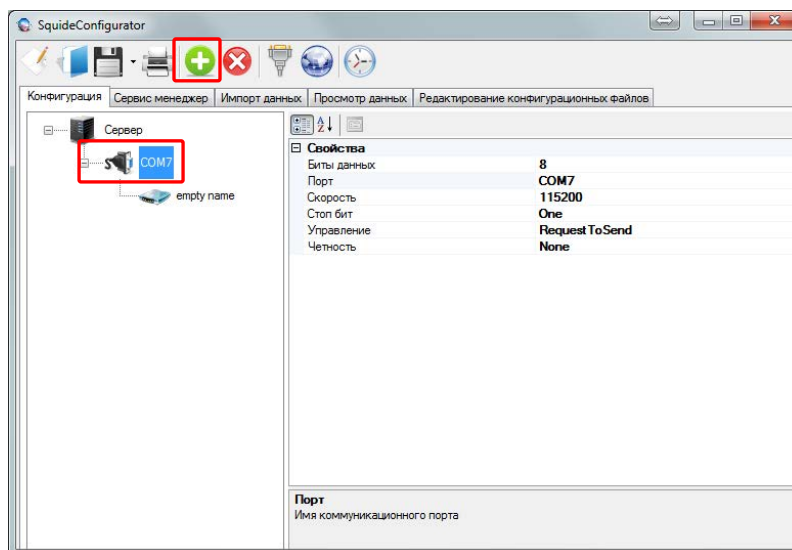 SquideConfigurator
Конфигурация Сервис менеджер Импорт данных Просмотр данных Редактирование конфигурационных файлов
Сервер
COM7
empty name
Свойства
Биты данных 8
Порт COM7
Скорость 115200
Стоп бит One
Управление RequestToSend
Четность None
Порт
Имя коммуникационного порта